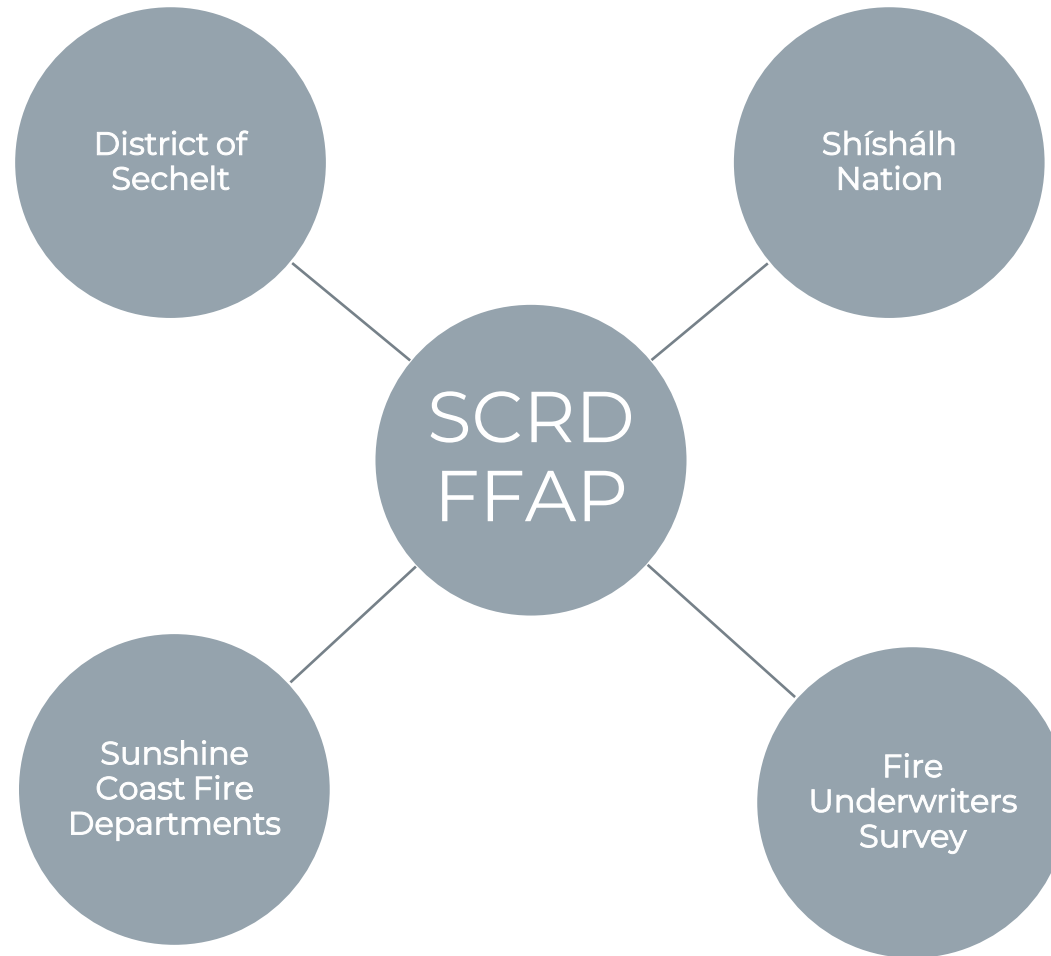 District of
Sechelt
Shíshálh
Nation
SCRD
FFAP
Sunshine
Coast Fire
Departments
Fire
Underwriters
Survey